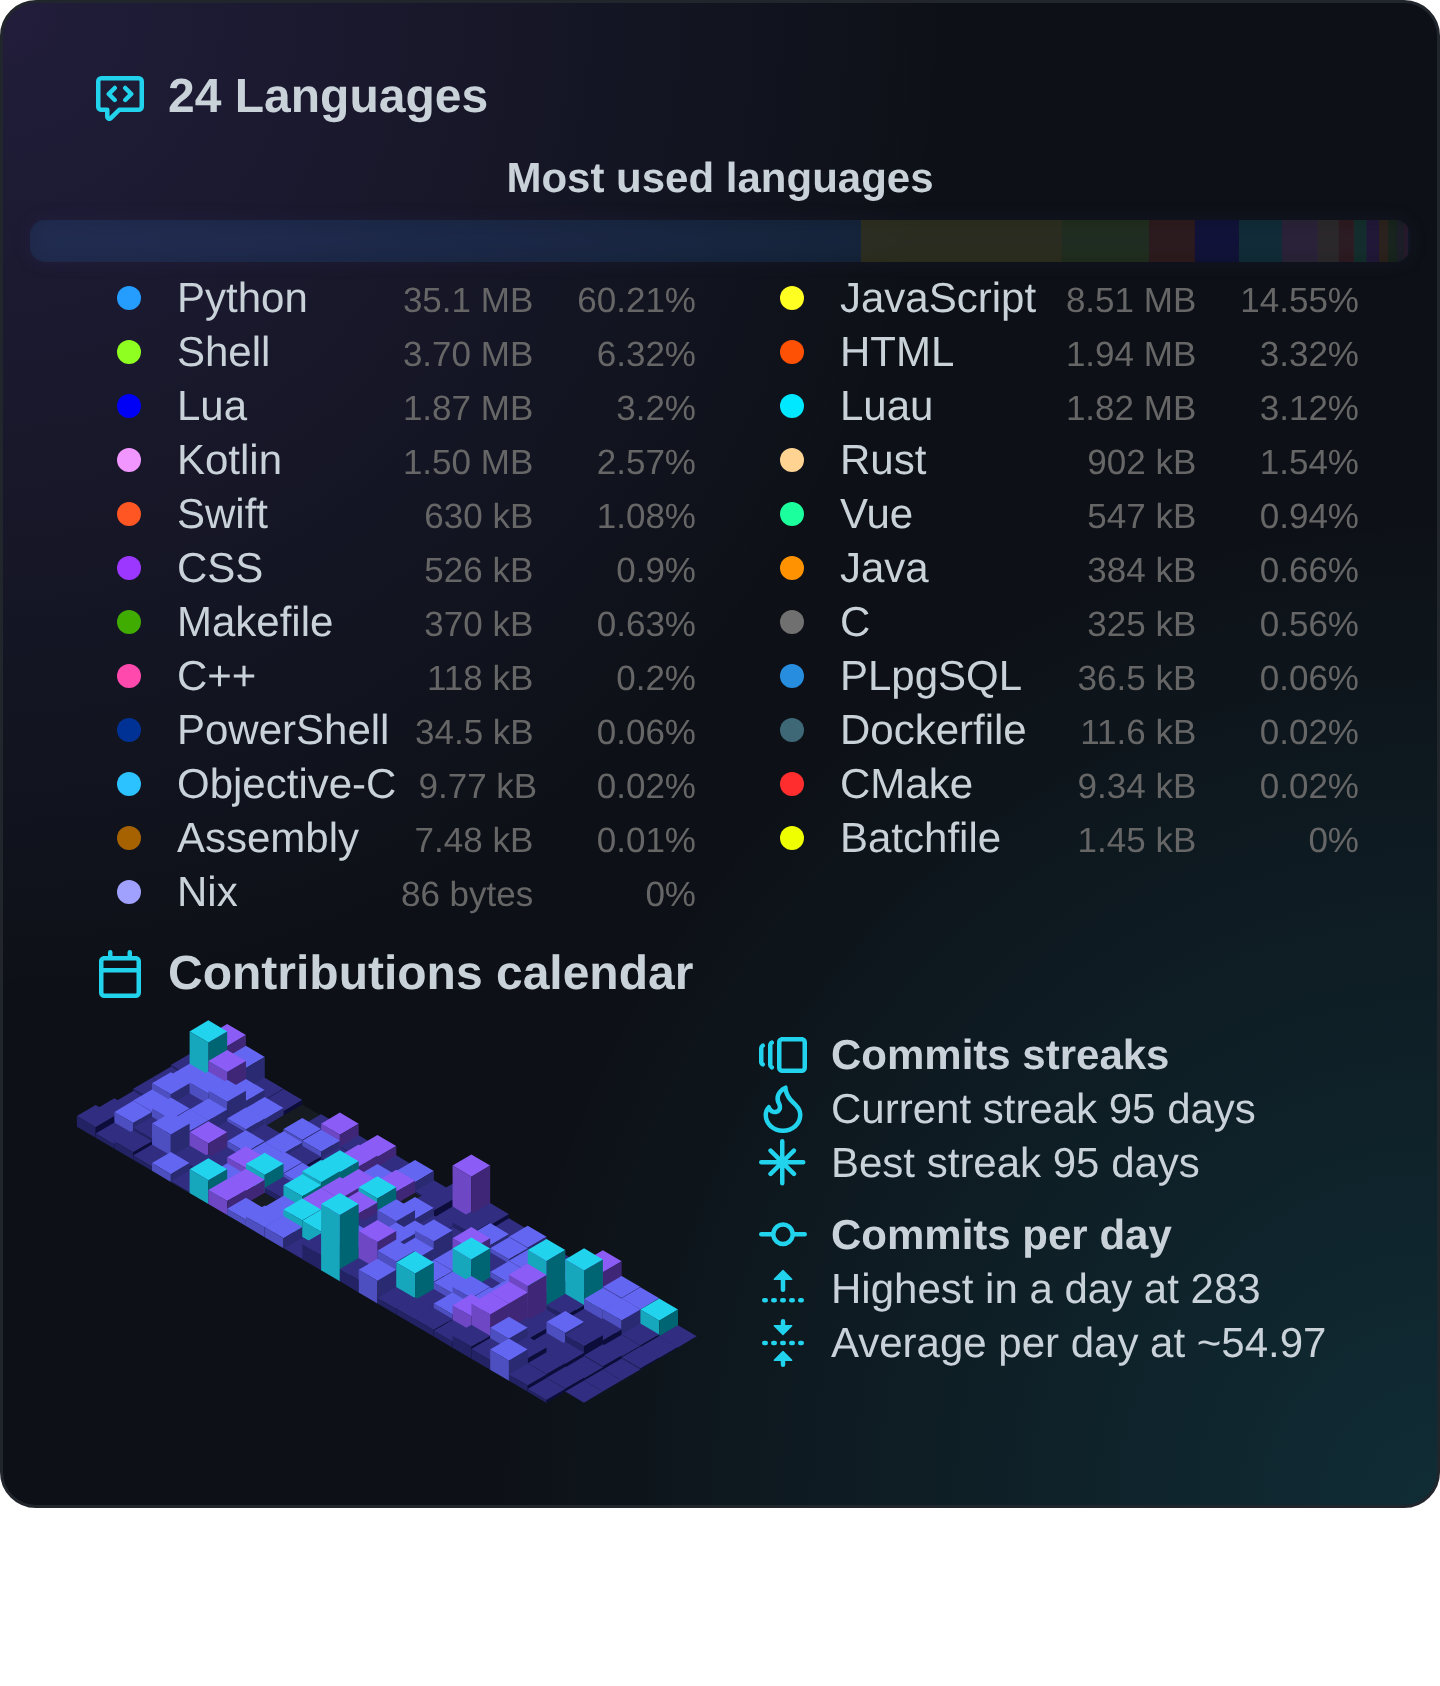 24 Languages
Most used languages
Python 35.1 MB 60.21% JavaScript 8.51 MB 14.55%
Shell 3.70 MB 6.32% HTML 1.94 MB 3.32%
Lua 1.87 MB 3.2% Luau 1.82 MB 3.12%
Kotlin 1.50 MB 2.57% Rust 902 kB 1.54%
Swift 630 kB 1.08% Vue 547 kB 0.94%
CSS 526 kB 0.9% Java 384 kB 0.66%
Makefile 370 kB 0.63% C 325 kB 0.56%
C++ 118 kB 0.2% PLpgSQL 36.5 kB 0.06%
PowerShell 34.5 kB 0.06% Dockerfile 11.6 kB 0.02%
Objective-C 9.77 kB 0.02% CMake 9.34 kB 0.02%
Assembly 7.48 kB 0.01% Batchfile 1.45 kB 0%
Nix 86 bytes 0%
Contributions calendar
Commits streaks
Current streak 95 days
Best streak 95 days
Commits per day
Highest in a day at 283
Average per day at ~54.97